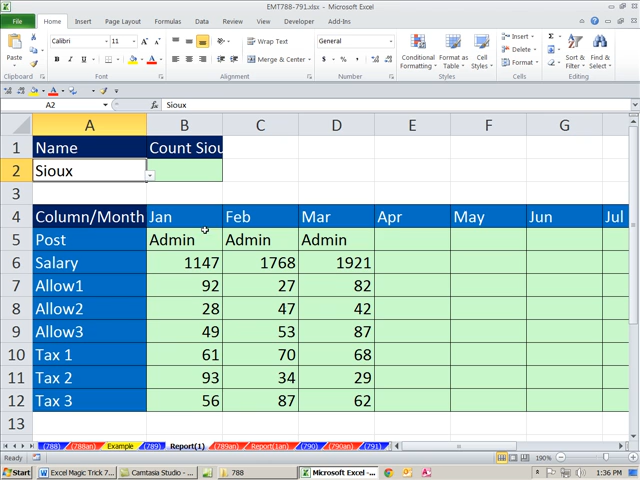 EMT788-791.xlsx - Microsoft Excel
File Home Insert Page Layout Formulas Data Review View Developer Add-Ins
Paste Calibri 11 Wrap Text General Conditional Formatting Format as Table Cell Styles Insert Delete Format Sort & Filter Find & Select
B I U Merge & Center $ %
Clipboard Font Alignment Number Styles Cells Editing
A2 fx Sioux
A B C D E F G
1 Name Count Siou
2 Sioux
3
4 Column/Month Jan Feb Mar Apr May Jun Jul
5 Post Admin Admin Admin
6 Salary 1147 1768 1921
7 Allow1 92 27 82
8 Allow2 28 47 42
9 Allow3 49 53 87
10 Tax 1 61 70 68
11 Tax 2 93 34 29
12 Tax 3 56 87 62
13
(788) (788an) Example (789) Report(1) (789an) Report(1an) (790) (790an) (791)
Ready 190%
Start Excel Magic Trick 7... Camtasia Studio - ... 788 Microsoft Excel -... 1:36 PM